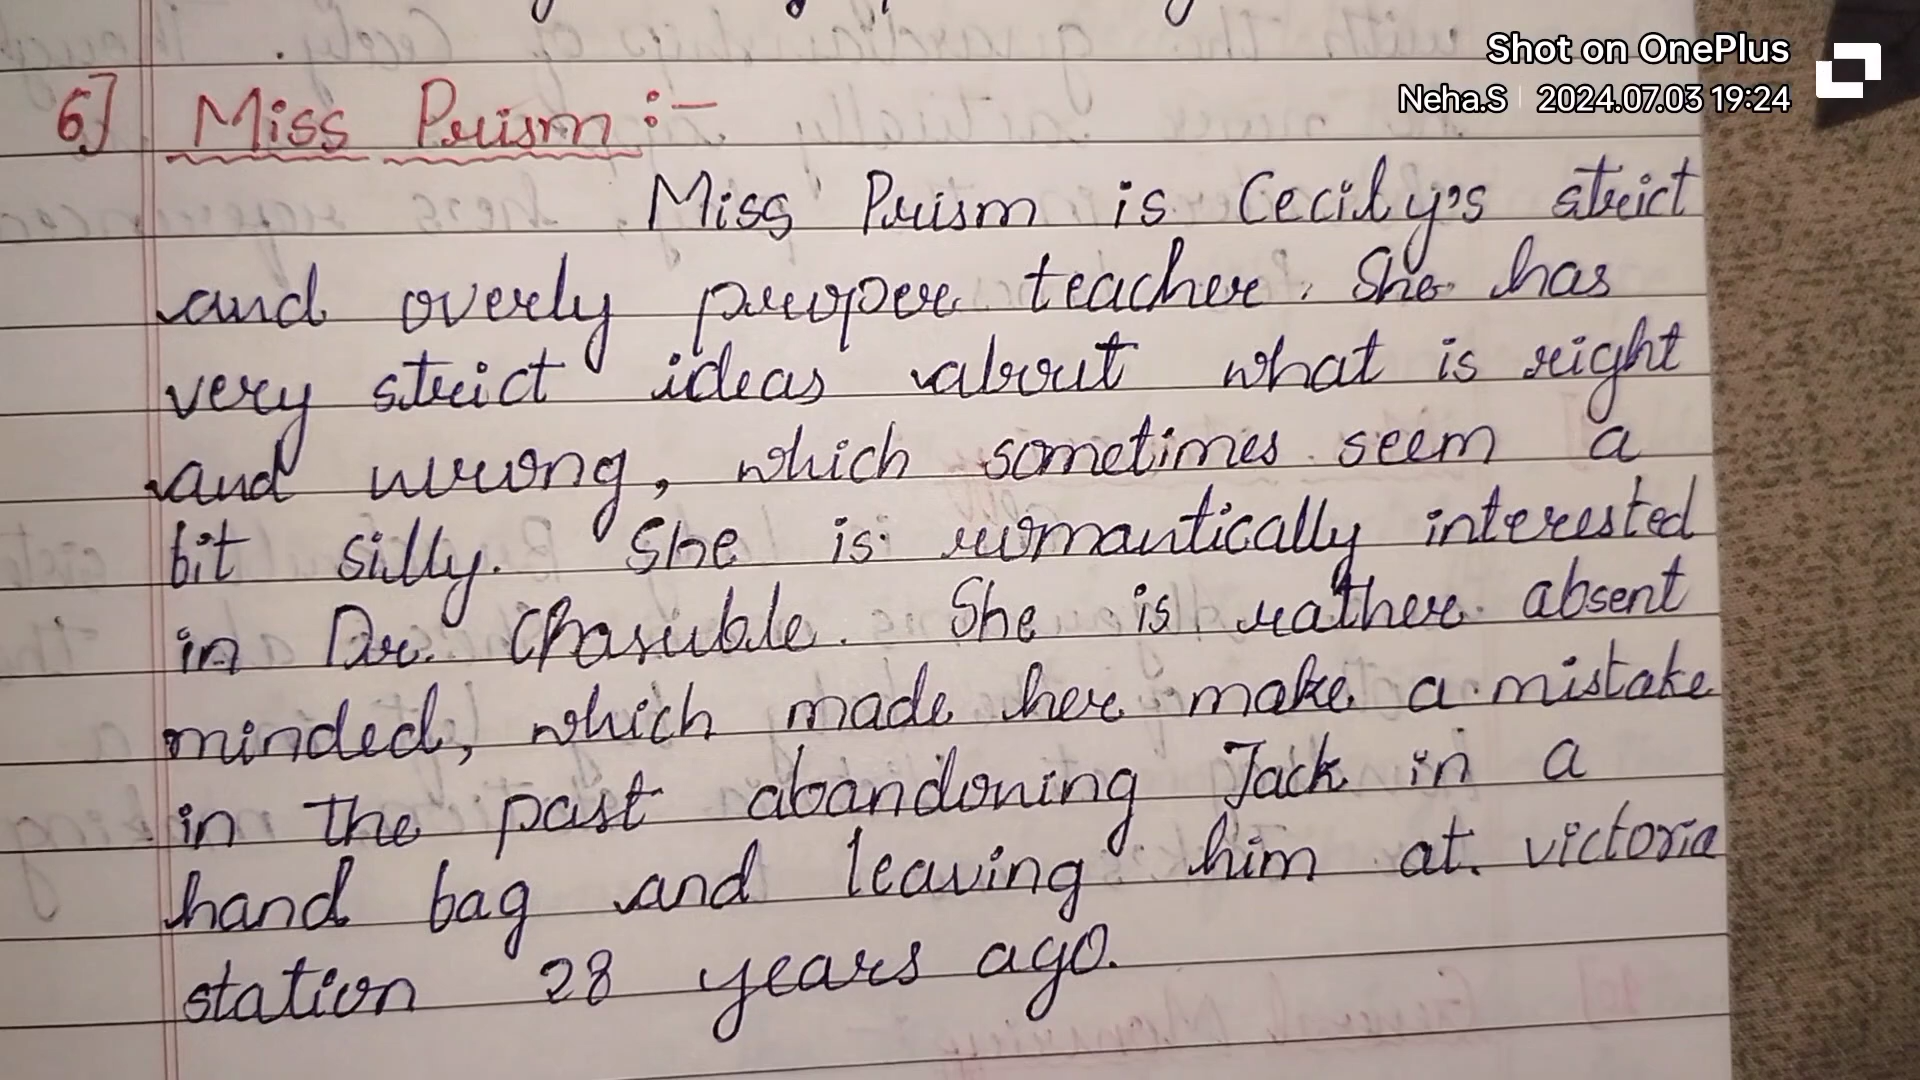 Shot on OnePlus
Neha.S | 2024.07.03 19:24
6] Miss Prism :-
Miss Prism is Cecily's strict
and overly proper teacher. She has
very strict ideas about what is right
and wrong, which sometimes seem a
bit silly. She is romantically interested
in Dr. Chasuble. She is rather absent
minded, which made her make a mistake
in the past abandoning Jack in a
hand bag and leaving him at victoria
station 28 years ago.